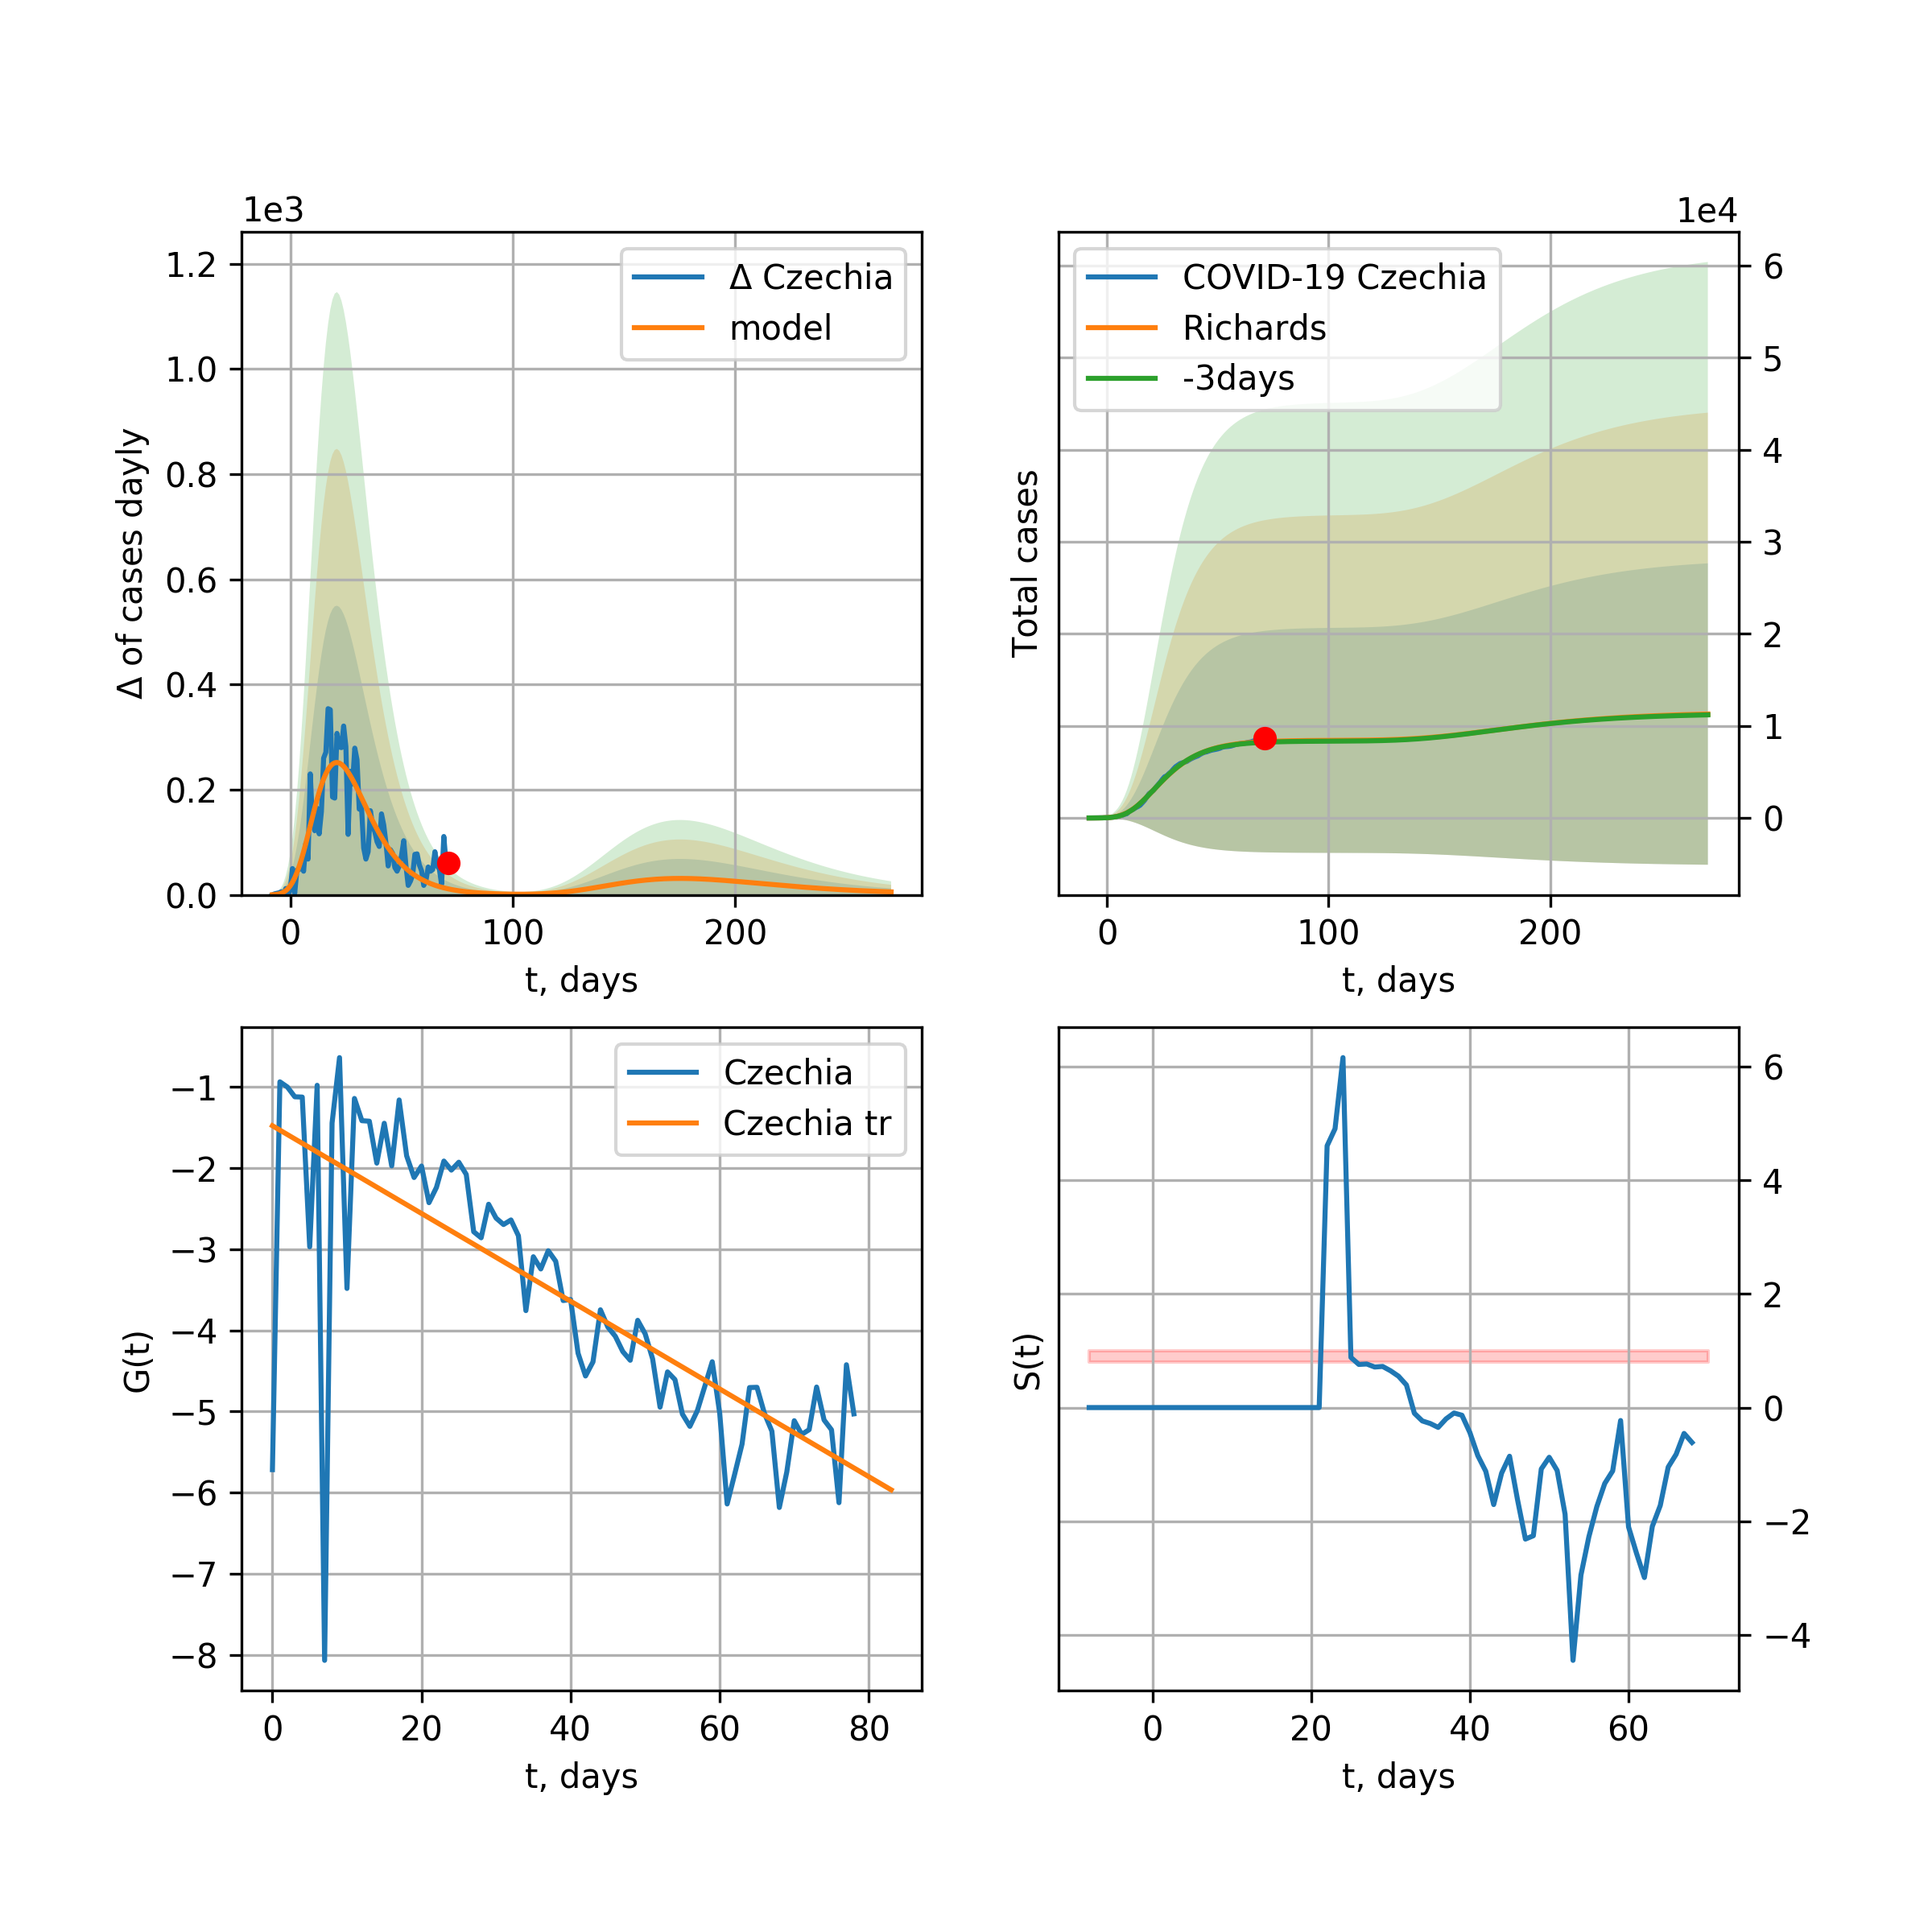 1e3
1.2
1.0
0.8
0.6
0.4
0.2
0.0
Δ of cases dayly
Δ Czechia
model
0 100 200
t, days
1e4
COVID-19 Czechia
Richards
-3days
Total cases
6
5
4
3
2
1
0
0 100 200
t, days
−1
−2
−3
−4
−5
−6
−7
−8
G(t)
Czechia
Czechia tr
0 20 40 60 80
t, days
S(t)
6
4
2
0
−2
−4
0 20 40 60
t, days